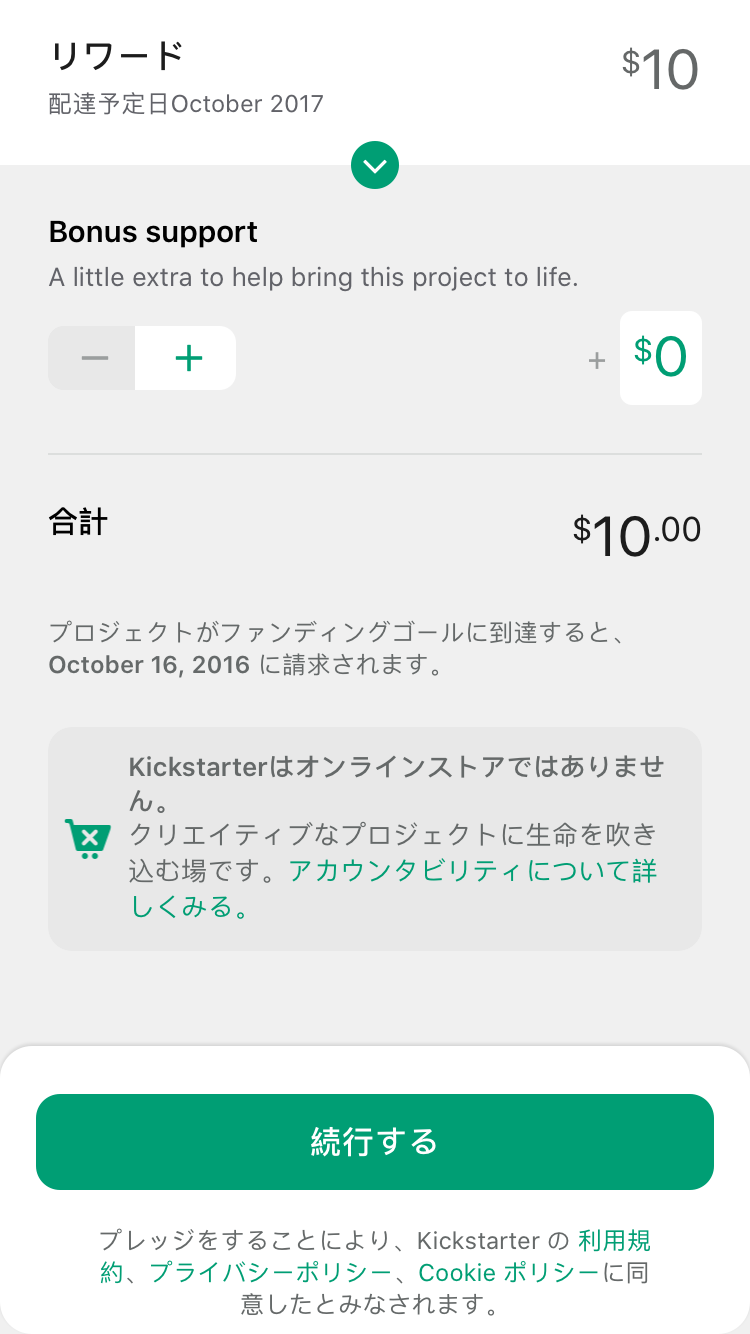 リワード
$10
配達予定日October 2017
Bonus support
A little extra to help bring this project to life.
− +
+ $0
合計
$10.00
プロジェクトがファンディングゴールに到達すると、
October 16, 2016 に請求されます。
Kickstarterはオンラインストアではありませ
ん。
クリエイティブなプロジェクトに生命を吹き
込む場です。アカウンタビリティについて詳
しくみる。
続行する
プレッジをすることにより、Kickstarter の 利用規
約、プライバシーポリシー、Cookie ポリシーに同
意したとみなされます。